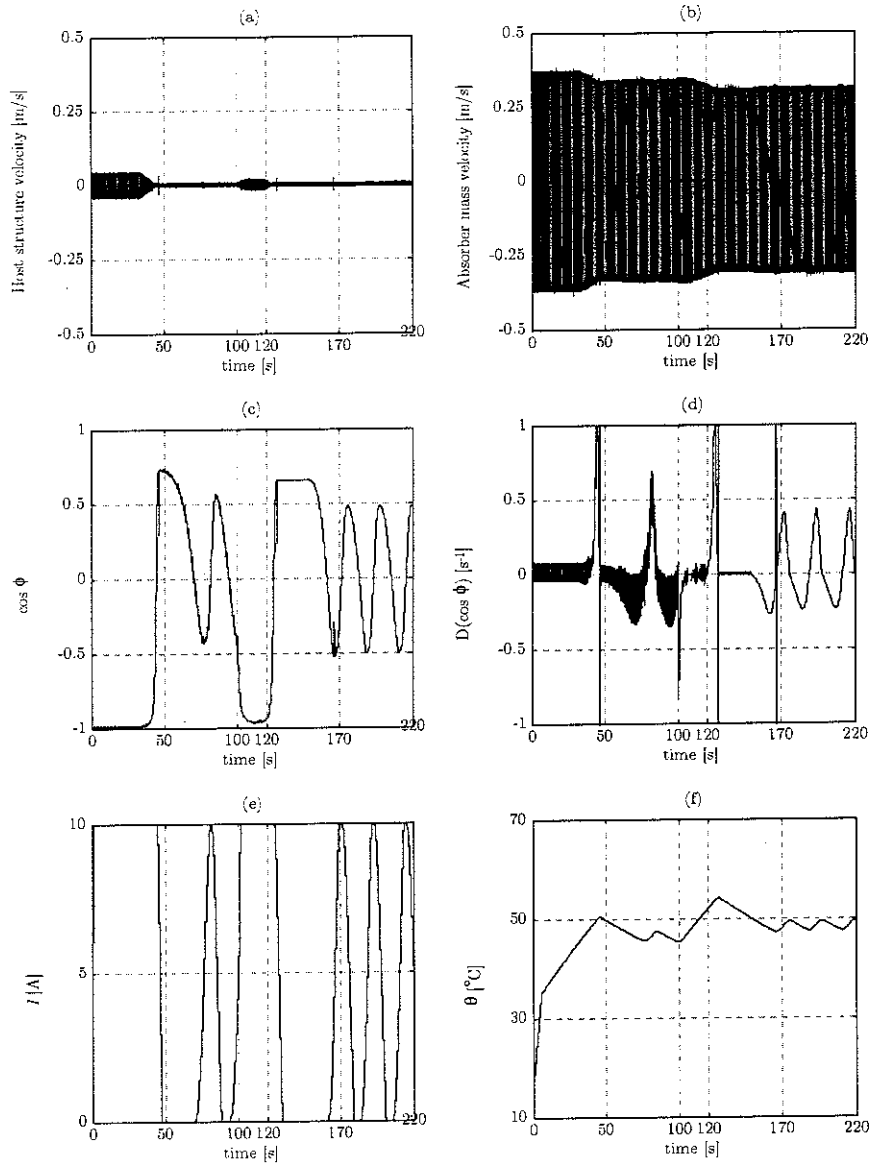 (a)
Host structure velocity [m/s]
0.5
0.25
0
-0.25
-0.5
0 50 100 120 170 220
time [s]
(b)
Absorber mass velocity [m/s]
0.5
0.25
0
-0.25
-0.5
0 50 100 120 170 220
time [s]
(c)
cos ϕ
1
0.5
0
-0.5
-1
0 50 100 120 170 220
time [s]
(d)
D(cos ϕ) [s⁻¹]
1
0.5
0
-0.5
-1
0 50 100 120 170 220
time [s]
(e)
I [A]
10
5
0
0 50 100 120 170 220
time [s]
(f)
θ [°C]
70
50
30
10
0 50 100 120 170 220
time [s]